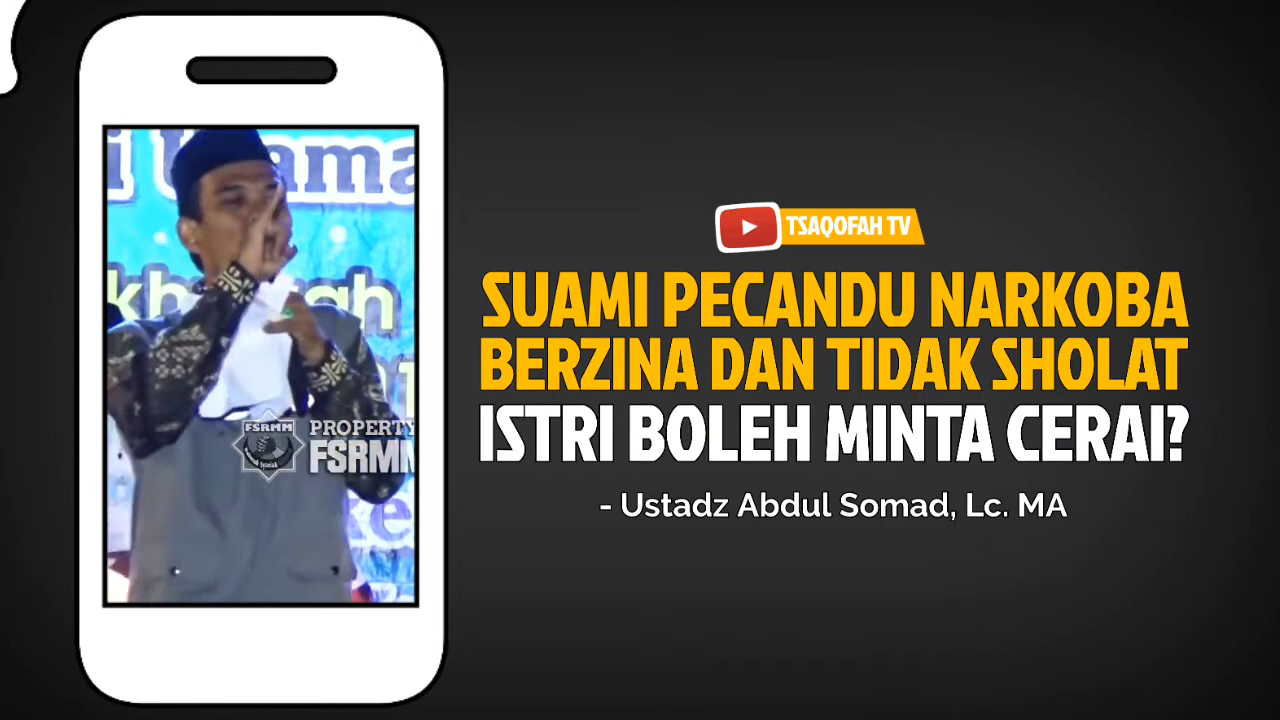 TSAQOFAH TV
SUAMI PECANDU NARKOBA
BERZINA DAN TIDAK SHOLAT
ISTRI BOLEH MINTA CERAI?
- Ustadz Abdul Somad, Lc. MA
FSRMM
PROPERTY
FSRMM